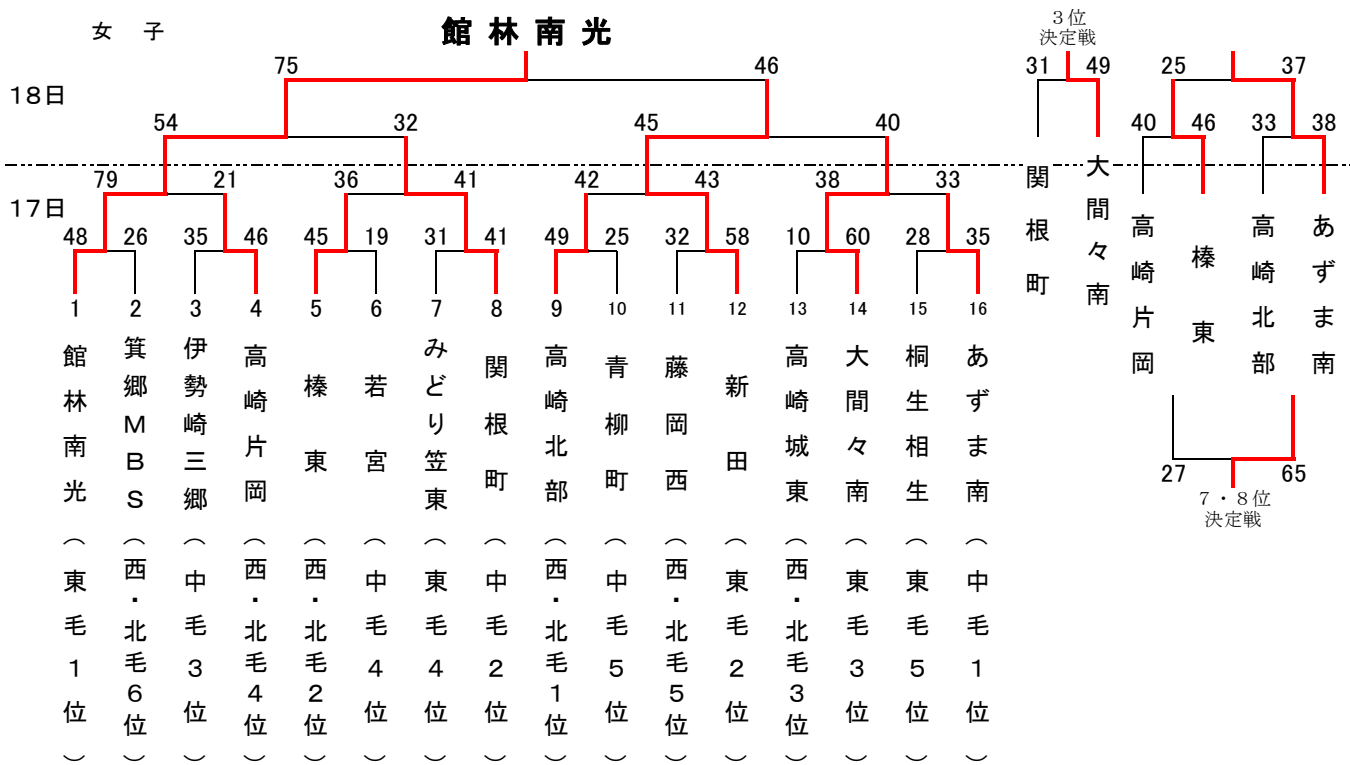 女 子
館 林 南 光
3位
決定戦
75
46
31
49
25
37
18日
54
32
45
40
40
46
33
38
79
21
36
41
42
43
38
33
17日
48
26
35
46
45
19
31
41
49
25
32
58
10
60
28
35
1
2
3
4
5
6
7
8
9
10
11
12
13
14
15
16
館林南光（東毛1位）
箕郷MBS（西・北毛6位）
伊勢崎三郷（中毛3位）
高崎片岡（西・北毛4位）
榛東（西・北毛2位）
若宮（中毛4位）
みどり笠東（東毛4位）
関根町（中毛2位）
高崎北部（西・北毛1位）
青柳町（中毛5位）
藤岡西（西・北毛5位）
新田（東毛2位）
高崎城東（西・北毛3位）
大間々南（東毛3位）
桐生相生（東毛5位）
あずま南（中毛1位）
関根町
大間々南
高崎片岡
榛東
高崎北部
あずま南
27
65
7・8位
決定戦